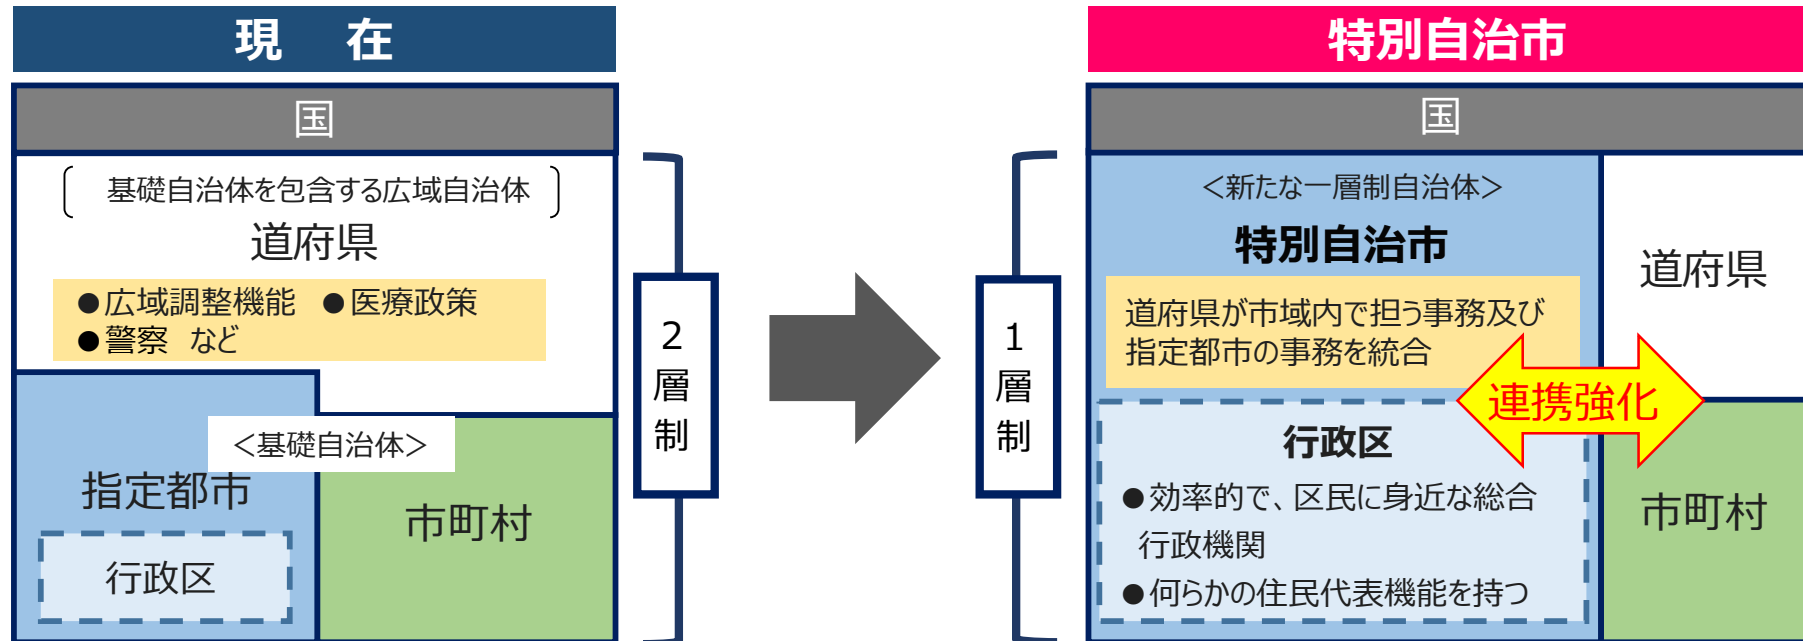 現 在
国
基礎自治体を包含する広域自治体
道府県
●広域調整機能 ●医療政策
●警察 など
＜基礎自治体＞
指定都市
行政区
市町村
２層制
特別自治市
国
＜新たな一層制自治体＞
特別自治市
道府県が市域内で担う事務及び
指定都市の事務を統合
行政区
●効率的で、区民に身近な総合
行政機関
●何らかの住民代表機能を持つ
１層制
連携強化
道府県
市町村